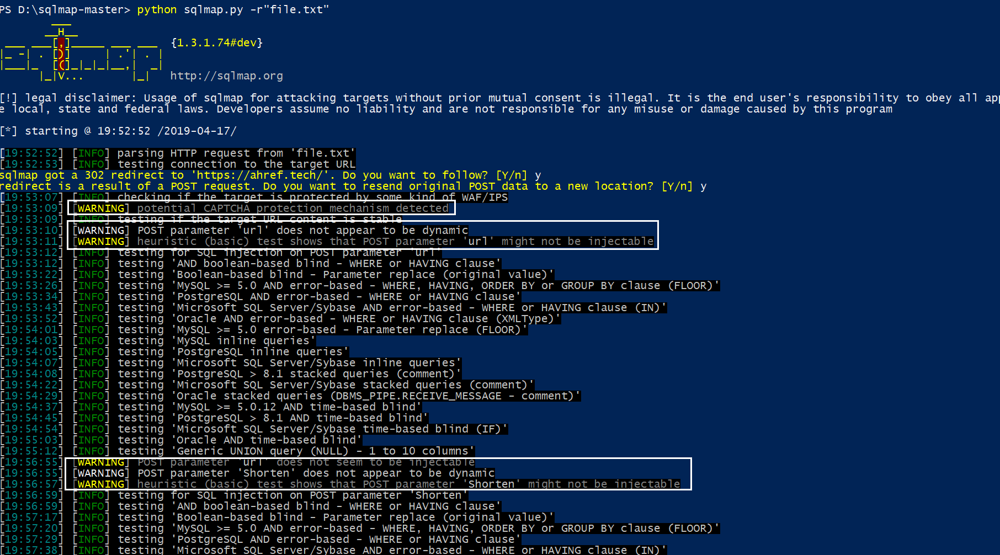 PS D:\sqlmap-master> python sqlmap.py -r"file.txt"
        ___
       __H__
 ___ ___[,]_____ ___ ___  {1.3.1.74#dev}
|_ -| . [)]     | .'| . |
|___|_  [(]_|_|_|__,|  _|
      |_|V...       |_|   http://sqlmap.org
[!] legal disclaimer: Usage of sqlmap for attacking targets without prior mutual consent is illegal. It is the end user's responsibility to obey all app
e local, state and federal laws. Developers assume no liability and are not responsible for any misuse or damage caused by this program
[*] starting @ 19:52:52 /2019-04-17/
[19:52:52] [INFO] parsing HTTP request from 'file.txt'
[19:52:53] [INFO] testing connection to the target URL
sqlmap got a 302 redirect to 'https://ahref.tech/'. Do you want to follow? [Y/n] y
redirect is a result of a POST request. Do you want to resend original POST data to a new location? [Y/n] y
[19:53:07] [INFO] checking if the target is protected by some kind of WAF/IPS
[19:53:09] [WARNING] potential CAPTCHA protection mechanism detected
[19:53:09] [INFO] testing if the target URL content is stable
[19:53:10] [WARNING] POST parameter 'url' does not appear to be dynamic
[19:53:11] [WARNING] heuristic (basic) test shows that POST parameter 'url' might not be injectable
[19:53:12] [INFO] testing for SQL injection on POST parameter 'url'
[19:53:12] [INFO] testing 'AND boolean-based blind - WHERE or HAVING clause'
[19:53:22] [INFO] testing 'Boolean-based blind - Parameter replace (original value)'
[19:53:26] [INFO] testing 'MySQL >= 5.0 AND error-based - WHERE, HAVING, ORDER BY or GROUP BY clause (FLOOR)'
[19:53:34] [INFO] testing 'PostgreSQL AND error-based - WHERE or HAVING clause'
[19:53:43] [INFO] testing 'Microsoft SQL Server/Sybase AND error-based - WHERE or HAVING clause (IN)'
[19:53:52] [INFO] testing 'Oracle AND error-based - WHERE or HAVING clause (XMLType)'
[19:54:01] [INFO] testing 'MySQL >= 5.0 error-based - Parameter replace (FLOOR)'
[19:54:03] [INFO] testing 'MySQL inline queries'
[19:54:05] [INFO] testing 'PostgreSQL inline queries'
[19:54:07] [INFO] testing 'Microsoft SQL Server/Sybase inline queries'
[19:54:08] [INFO] testing 'PostgreSQL > 8.1 stacked queries (comment)'
[19:54:22] [INFO] testing 'Microsoft SQL Server/Sybase stacked queries (comment)'
[19:54:29] [INFO] testing 'Oracle stacked queries (DBMS_PIPE.RECEIVE_MESSAGE - comment)'
[19:54:37] [INFO] testing 'MySQL >= 5.0.12 AND time-based blind'
[19:54:45] [INFO] testing 'PostgreSQL > 8.1 AND time-based blind'
[19:54:54] [INFO] testing 'Microsoft SQL Server/Sybase time-based blind (IF)'
[19:55:03] [INFO] testing 'Oracle AND time-based blind'
[19:55:12] [INFO] testing 'Generic UNION query (NULL) - 1 to 10 columns'
[19:56:55] [WARNING] POST parameter 'url' does not seem to be injectable
[19:56:55] [WARNING] POST parameter 'Shorten' does not appear to be dynamic
[19:56:57] [WARNING] heuristic (basic) test shows that POST parameter 'Shorten' might not be injectable
[19:56:59] [INFO] testing for SQL injection on POST parameter 'Shorten'
[19:56:59] [INFO] testing 'AND boolean-based blind - WHERE or HAVING clause'
[19:57:17] [INFO] testing 'Boolean-based blind - Parameter replace (original value)'
[19:57:20] [INFO] testing 'MySQL >= 5.0 AND error-based - WHERE, HAVING, ORDER BY or GROUP BY clause (FLOOR)'
[19:57:29] [INFO] testing 'PostgreSQL AND error-based - WHERE or HAVING clause'
[19:57:38] [INFO] testing 'Microsoft SQL Server/Sybase AND error-based - WHERE or HAVING clause (IN)'